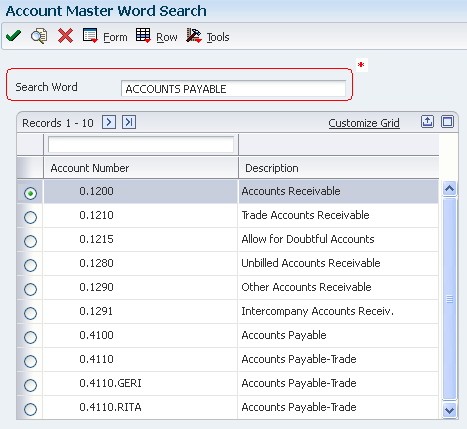 Account Master Word Search
Form Row Tools
*
Search Word ACCOUNTS PAYABLE
Records 1 - 10 Customize Grid
Account Number Description
0.1200 Accounts Receivable
0.1210 Trade Accounts Receivable
0.1215 Allow for Doubtful Accounts
0.1280 Unbilled Accounts Receivable
0.1290 Other Accounts Receivable
0.1291 Intercompany Accounts Receiv.
0.4100 Accounts Payable
0.4110 Accounts Payable-Trade
0.4110.GERI Accounts Payable-Trade
0.4110.RITA Accounts Payable-Trade